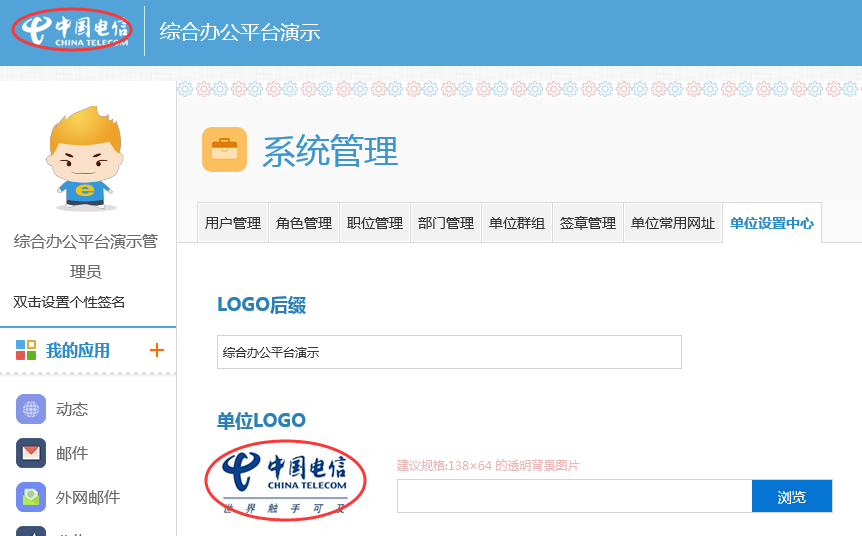 中国电信
CHINA TELECOM
综合办公平台演示
系统管理
用户管理 角色管理 职位管理 部门管理 单位群组 签章管理 单位常用网址 单位设置中心
e
综合办公平台演示管
理员
双击设置个性签名
我的应用 +
动态
邮件
外网邮件
LOGO后缀
综合办公平台演示
单位LOGO
中国电信
CHINA TELECOM
世界触手可及
建议规格:138×64 的透明背景图片
浏览